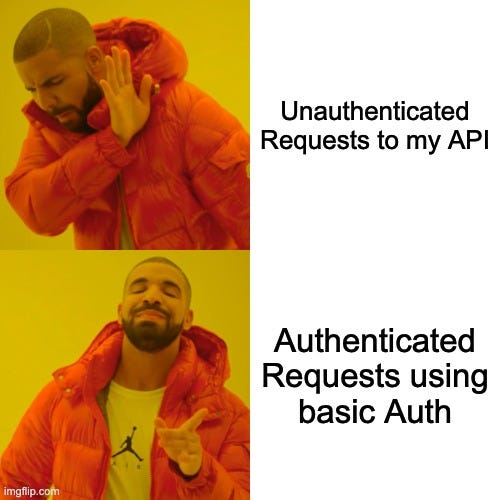 Unauthenticated
Requests to my API
Authenticated
Requests using
basic Auth
imgflip.com